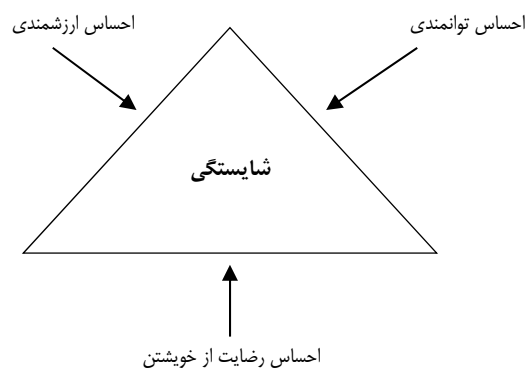 احساس توانمندی
احساس ارزشمندی
شایستگی
احساس رضایت از خویشتن